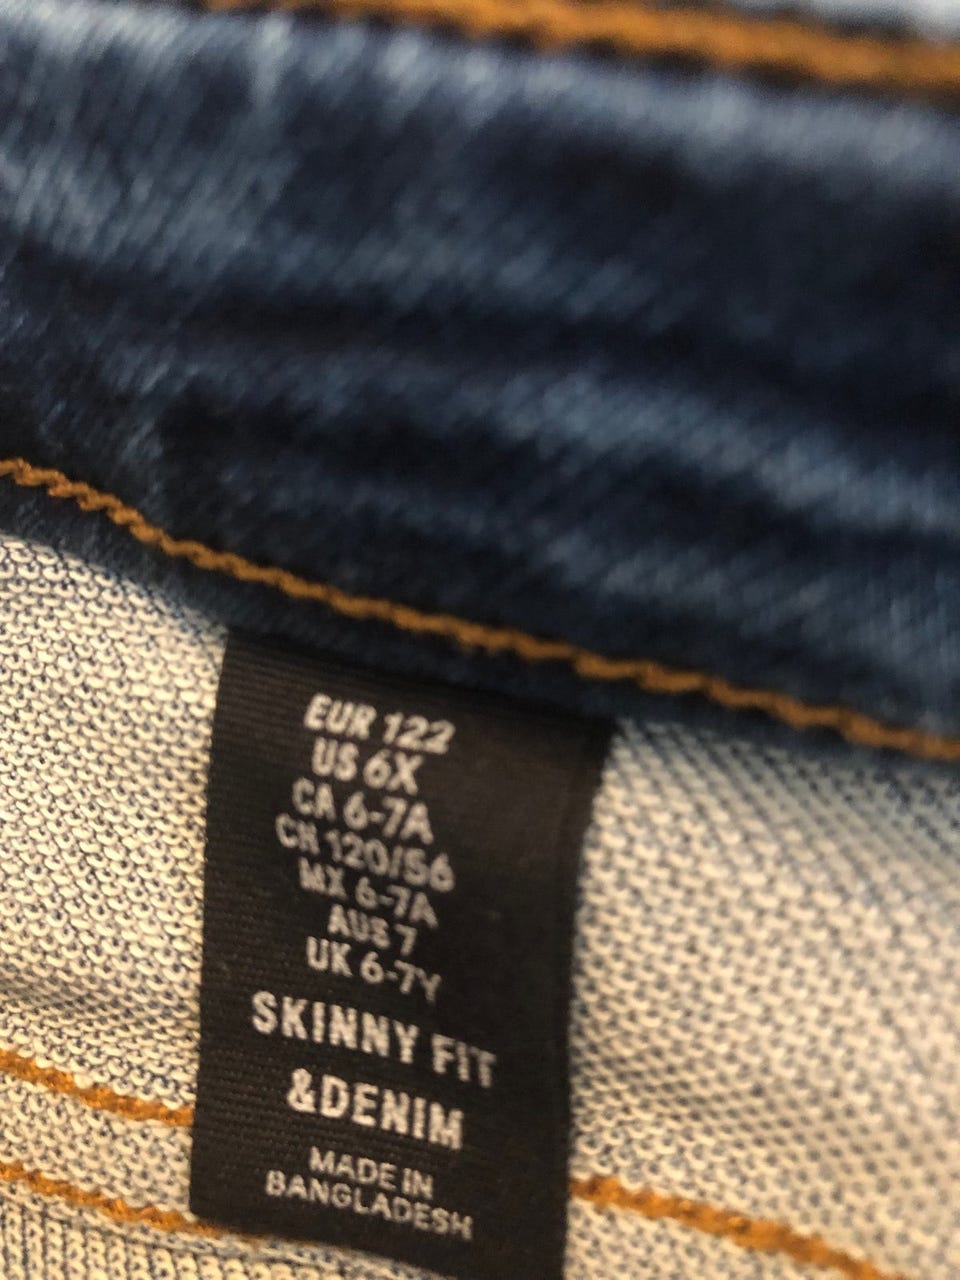 EUR 122
US 6X
CA 6-7A
CN 120/56
MX 6-7A
AUS 7
UK 6-7Y
SKINNY FIT
&DENIM
MADE IN
BANGLADESH